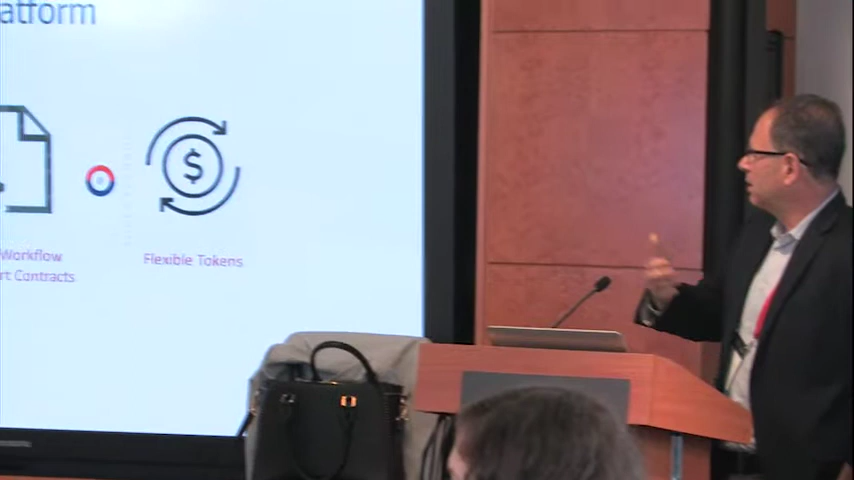 atform
Workflow
rt Contracts
$
Flexible Tokens